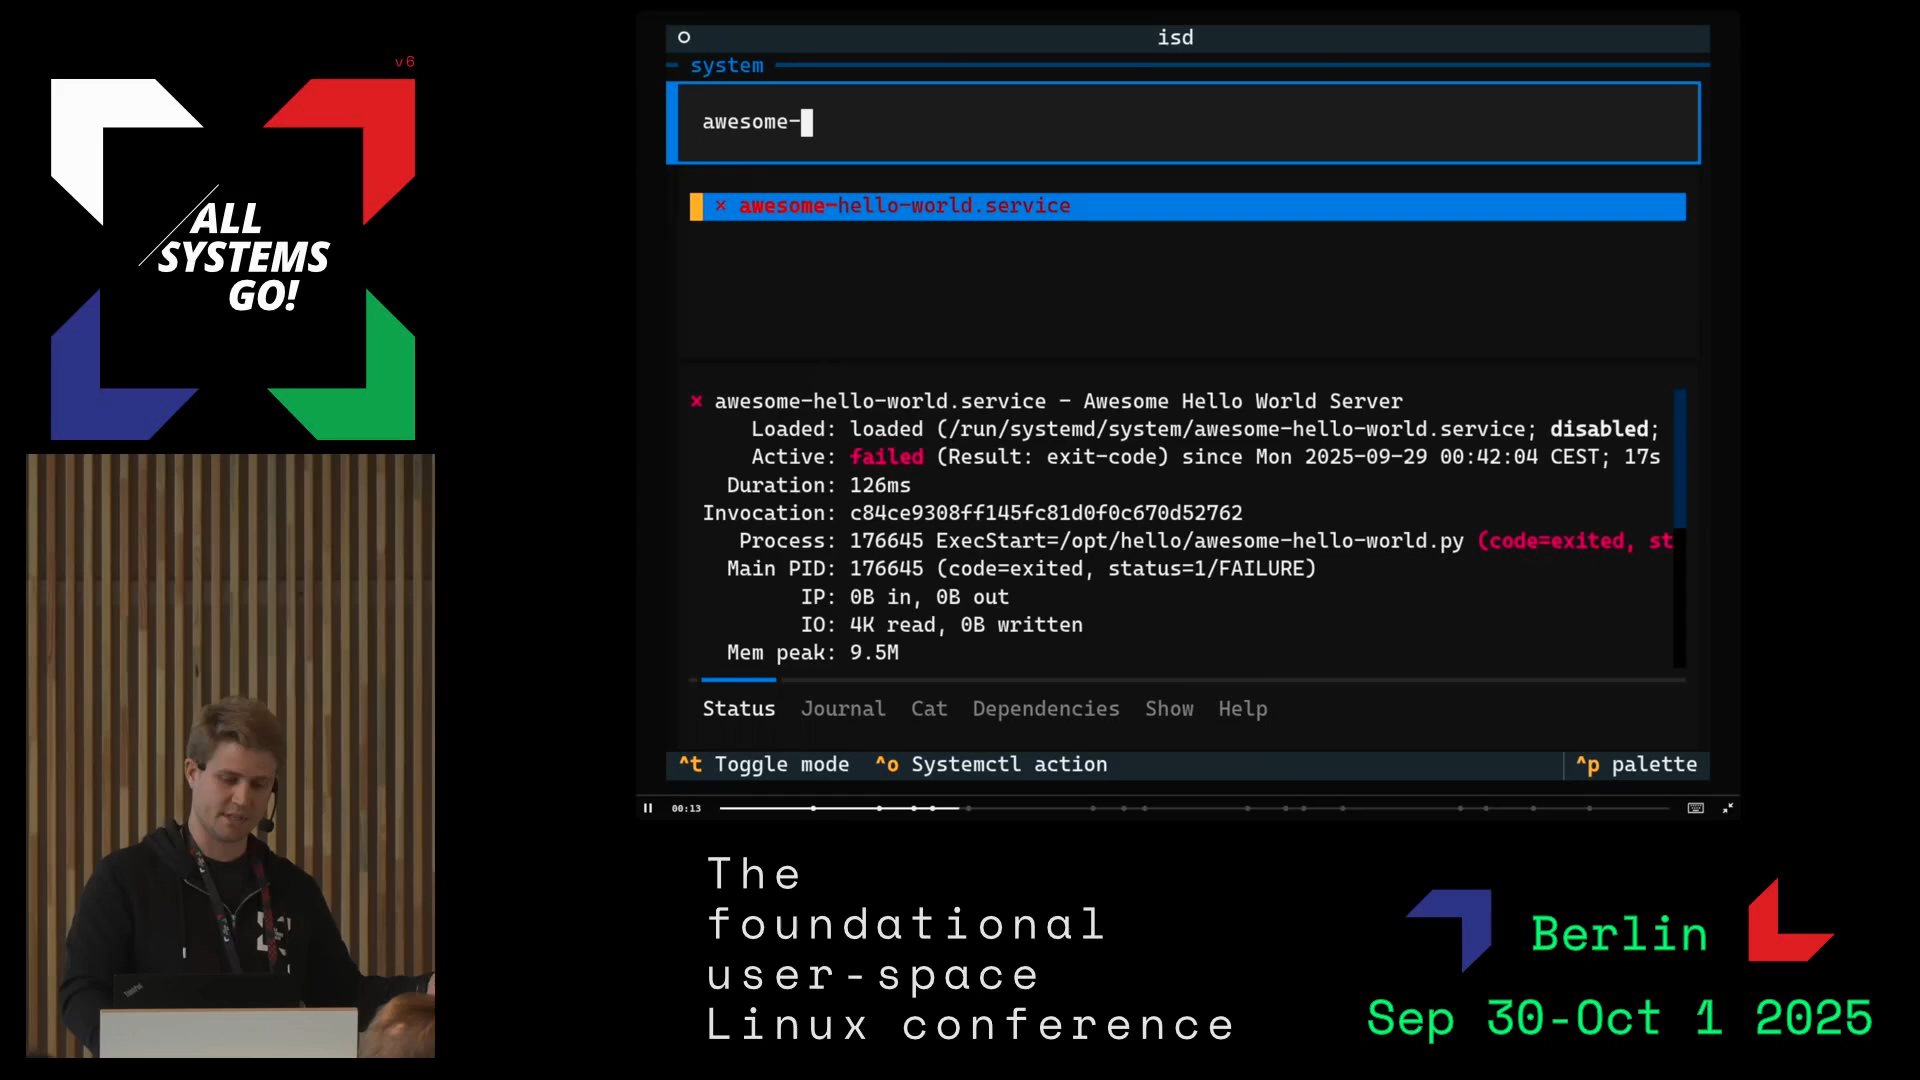 v6
ALL
SYSTEMS
GO!
isd
system
awesome-
× awesome-hello-world.service
× awesome-hello-world.service - Awesome Hello World Server
Loaded: loaded (/run/systemd/system/awesome-hello-world.service; disabled;
Active: failed (Result: exit-code) since Mon 2025-09-29 00:42:04 CEST; 17s
Duration: 126ms
Invocation: c84ce9308ff145fc81d0f0c670d52762
Process: 176645 ExecStart=/opt/hello/awesome-hello-world.py (code=exited, st
Main PID: 176645 (code=exited, status=1/FAILURE)
IP: 0B in, 0B out
IO: 4K read, 0B written
Mem peak: 9.5M
Status Journal Cat Dependencies Show Help
^t Toggle mode ^o Systemctl action ^p palette
00:13
ThinkPad
The
foundational
user-space
Linux conference
Berlin
Sep 30-Oct 1 2025